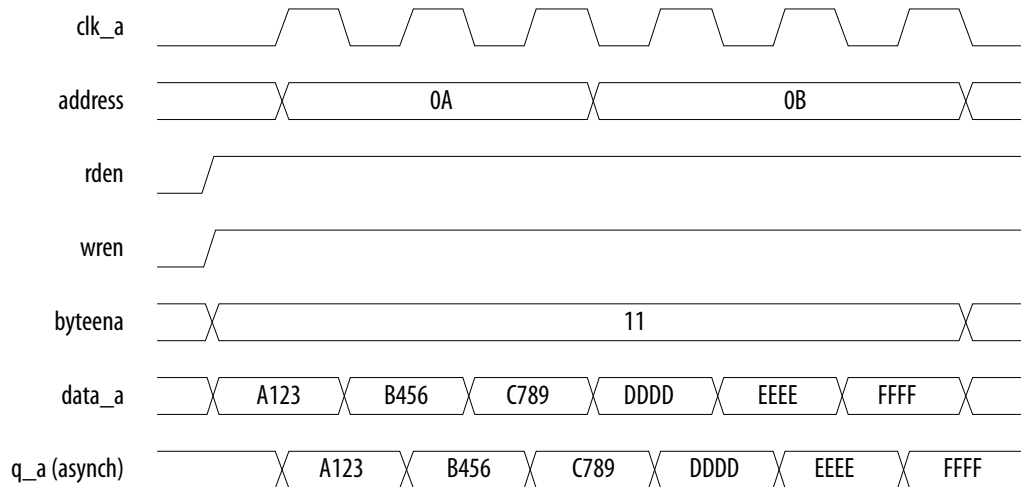 clk_a
address 0A 0B
rden
wren
byteena 11
data_a A123 B456 C789 DDDD EEEE FFFF
q_a (asynch) A123 B456 C789 DDDD EEEE FFFF